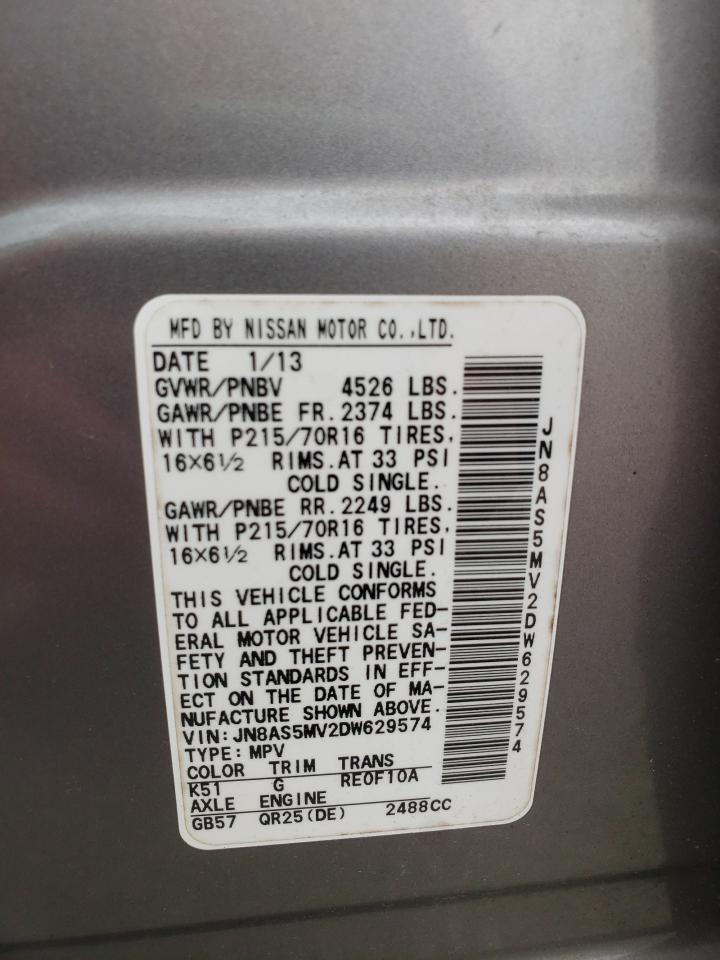 MFD BY NISSAN MOTOR CO.,LTD.
DATE 1/13
GVWR/PNBV 4526 LBS.
GAWR/PNBE FR.2374 LBS.
WITH P215/70R16 TIRES,
16×6½ RIMS.AT 33 PSI
COLD SINGLE.
GAWR/PNBE RR.2249 LBS.
WITH P215/70R16 TIRES,
16×6½ RIMS.AT 33 PSI
COLD SINGLE.
THIS VEHICLE CONFORMS
TO ALL APPLICABLE FED-
ERAL MOTOR VEHICLE SA-
FETY AND THEFT PREVEN-
TION STANDARDS IN EFF-
ECT ON THE DATE OF MA-
NUFACTURE SHOWN ABOVE.
VIN:JN8AS5MV2DW629574
TYPE:MPV
COLOR TRIM TRANS
K51 G RE0F10A
AXLE ENGINE
GB57 QR25(DE) 2488CC
JN8AS5MV2DW629574